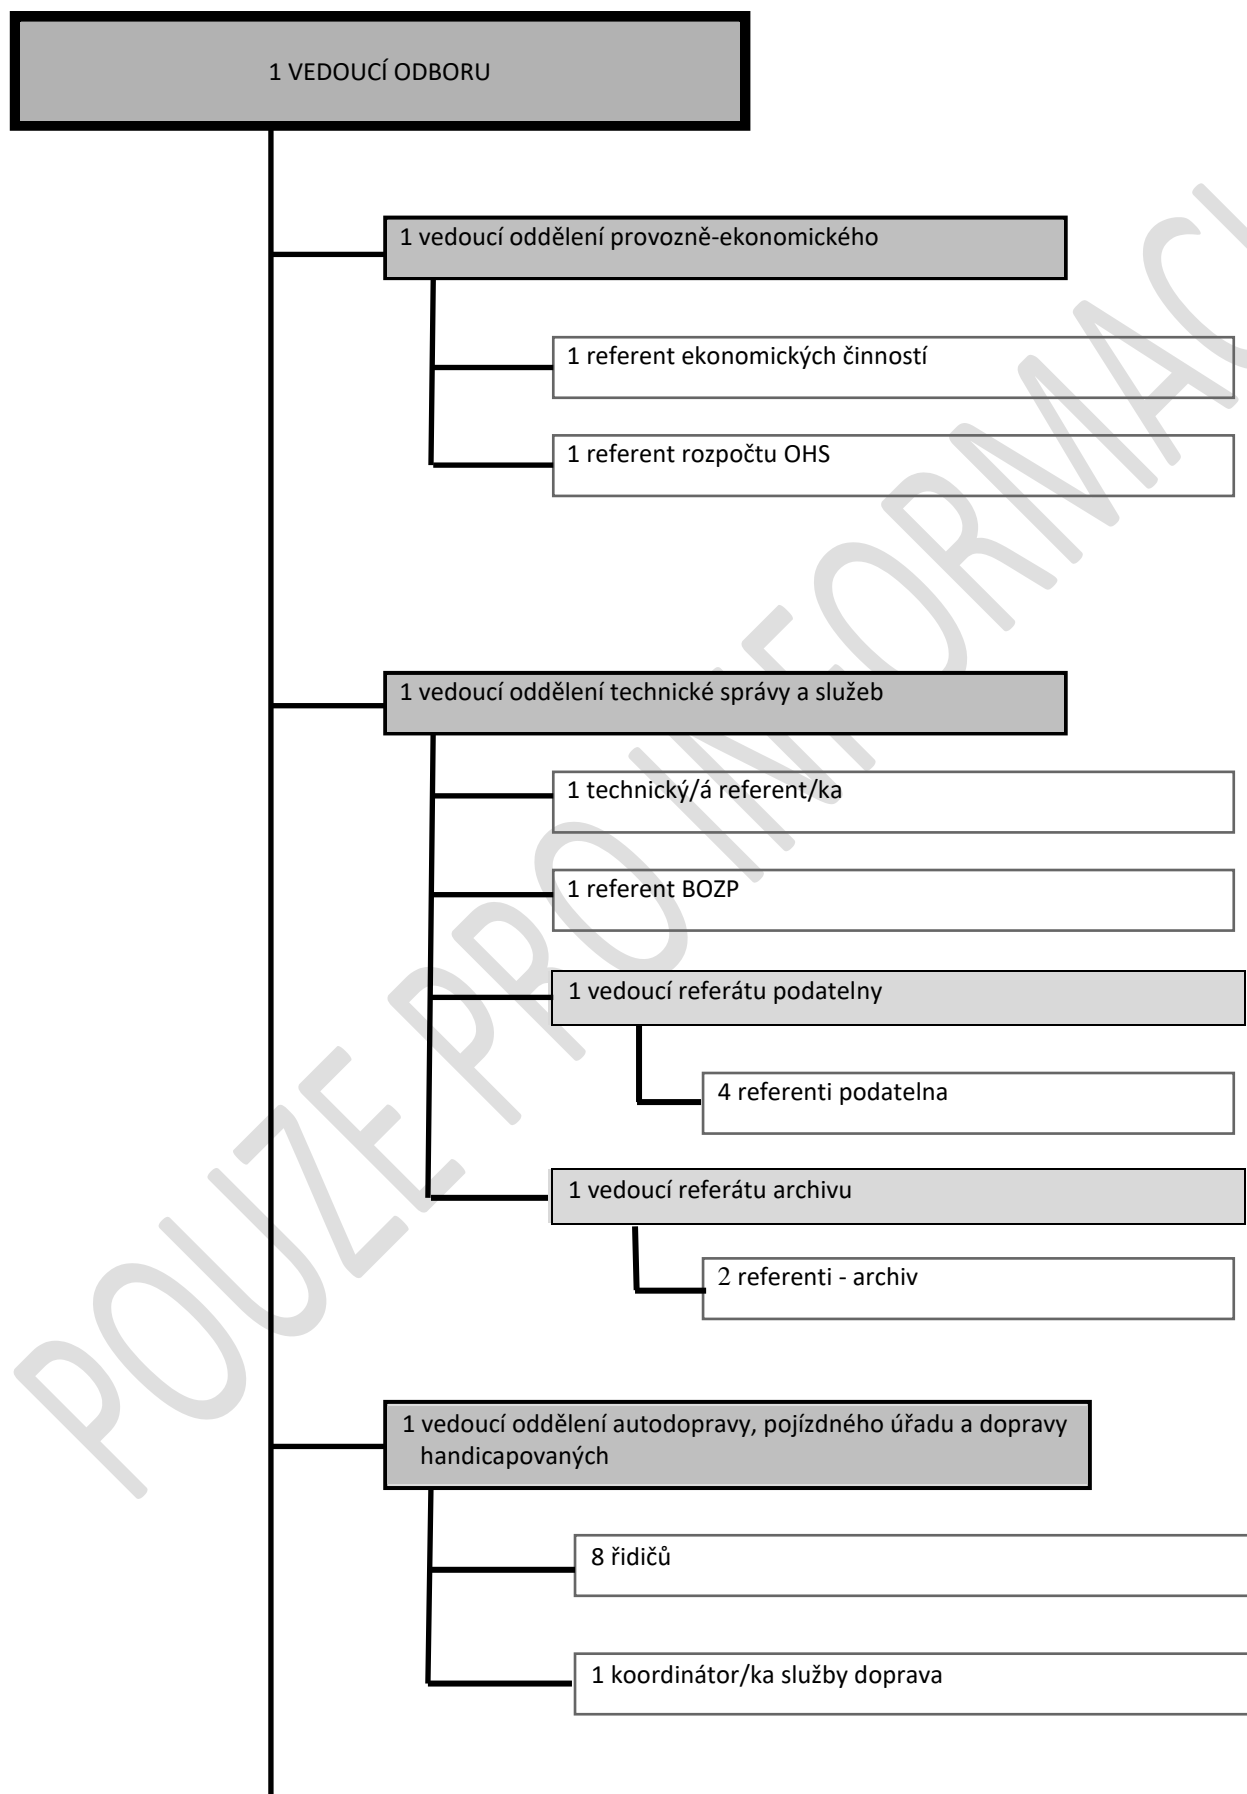 1 VEDOUCÍ ODBORU
1 vedoucí oddělení provozně-ekonomického
1 referent ekonomických činností
1 referent rozpočtu OHS
1 vedoucí oddělení technické správy a služeb
1 technický/á referent/ka
1 referent BOZP
1 vedoucí referátu podatelny
4 referenti podatelna
1 vedoucí referátu archivu
2 referenti - archiv
1 vedoucí oddělení autodopravy, pojízdného úřadu a dopravy
handicapovaných
8 řidičů
1 koordinátor/ka služby doprava
POUZE PRO INFORMACI